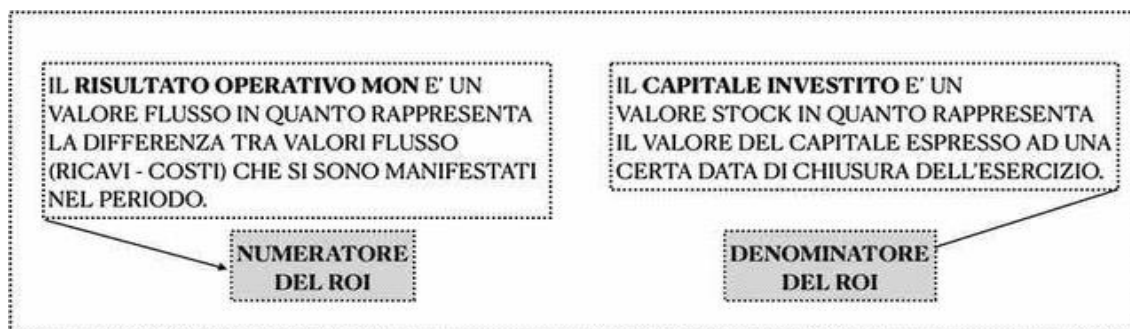 IL RISULTATO OPERATIVO MON E' UN
VALORE FLUSSO IN QUANTO RAPPRESENTA
LA DIFFERENZA TRA VALORI FLUSSO
(RICAVI - COSTI) CHE SI SONO MANIFESTATI
NEL PERIODO.
NUMERATORE
DEL ROI
IL CAPITALE INVESTITO E' UN
VALORE STOCK IN QUANTO RAPPRESENTA
IL VALORE DEL CAPITALE ESPRESSO AD UNA
CERTA DATA DI CHIUSURA DELL'ESERCIZIO.
DENOMINATORE
DEL ROI